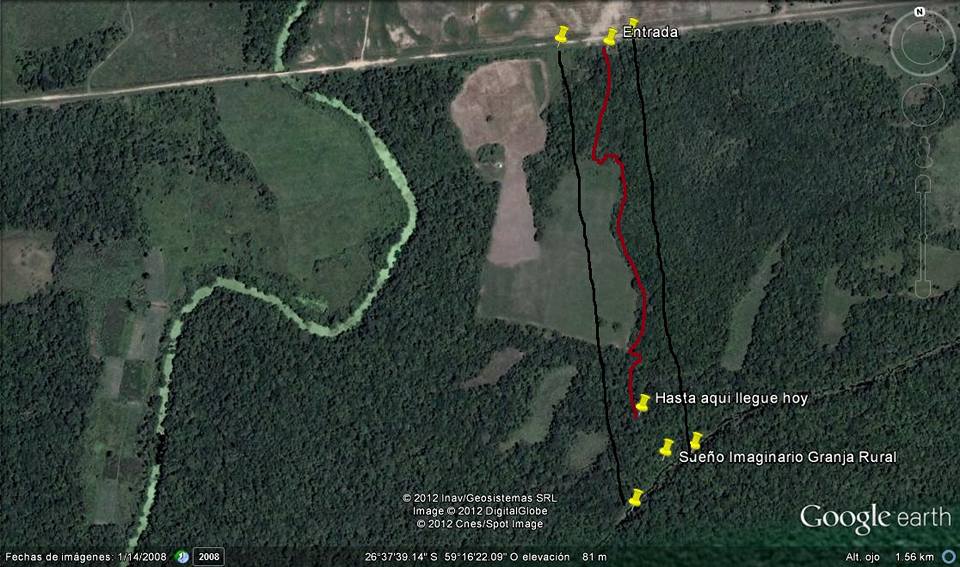 N
Entrada
Hasta aqui llegue hoy
Sueño Imaginario Granja Rural
© 2012 Inav/Geosistemas SRL
Image © 2012 DigitalGlobe
© 2012 Cnes/Spot Image
Google earth
Fechas de imágenes: 1/14/2008 2008 26°37'39.14" S 59°16'22.09" O elevación 81 m Alt. ojo 1.56 km